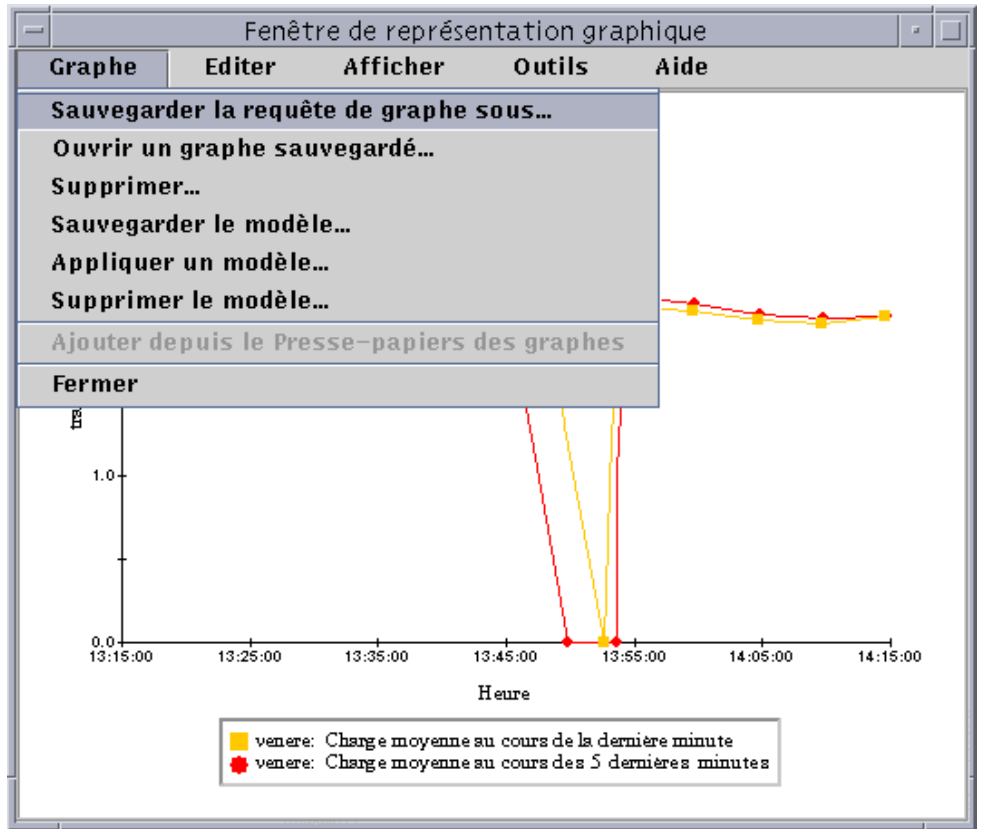 Fenêtre de représentation graphique
Graphe Editer Afficher Outils Aide
Sauvegarder la requête de graphe sous...
Ouvrir un graphe sauvegardé...
Supprimer...
Sauvegarder le modèle...
Appliquer un modèle...
Supprimer le modèle...
Ajouter depuis le Presse-papiers des graphes
Fermer
1.0
0.0
13:15:00 13:25:00 13:35:00 13:45:00 13:55:00 14:05:00 14:15:00
Heure
venere: Charge moyenne au cours de la dernière minute
venere: Charge moyenne au cours des 5 dernières minutes